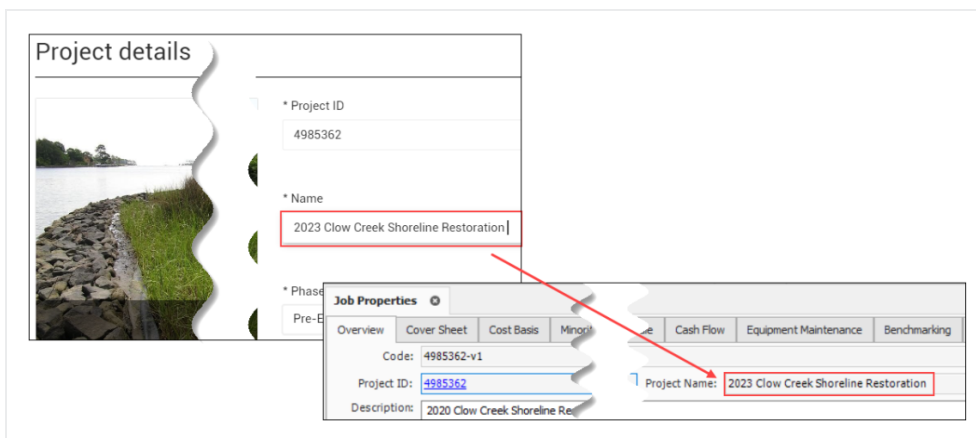 Project details
* Project ID
4985362
* Name
2023 Clow Creek Shoreline Restoration
* Phase
Pre-E
Job Properties
Overview Cover Sheet Cost Basis Cash Flow Equipment Maintenance Benchmarking
Code: 4985362-v1
Project ID: 4985362 Project Name: 2023 Clow Creek Shoreline Restoration
Description: 2020 Clow Creek Shoreline